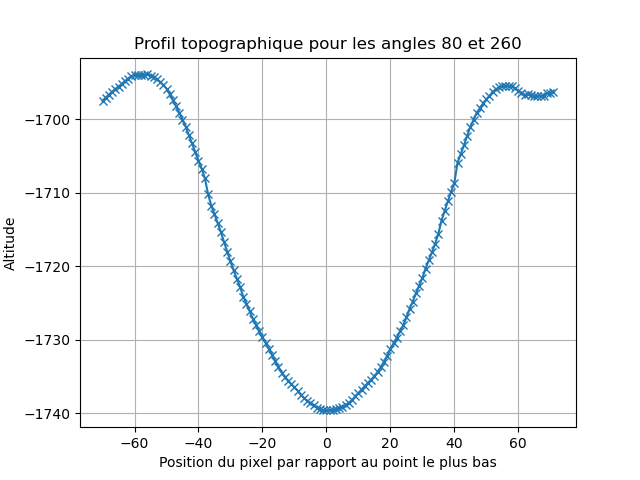 Profil topographique pour les angles 80 et 260
Altitude
−1700
−1710
−1720
−1730
−1740
−60 −40 −20 0 20 40 60
Position du pixel par rapport au point le plus bas